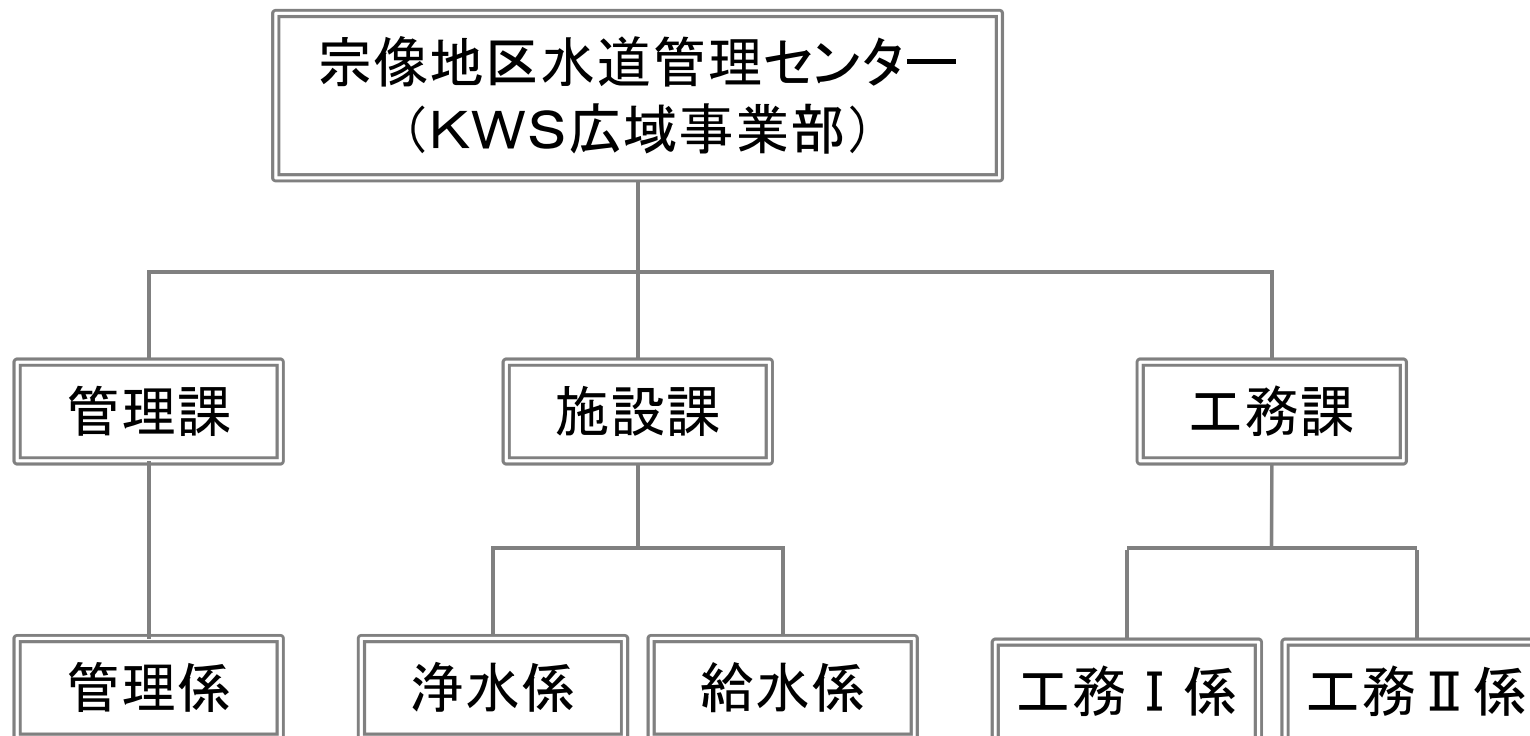 宗像地区水道管理センター
（KWS広域事業部）
管理課
施設課
工務課
管理係
浄水係
給水係
工務Ⅰ係
工務Ⅱ係